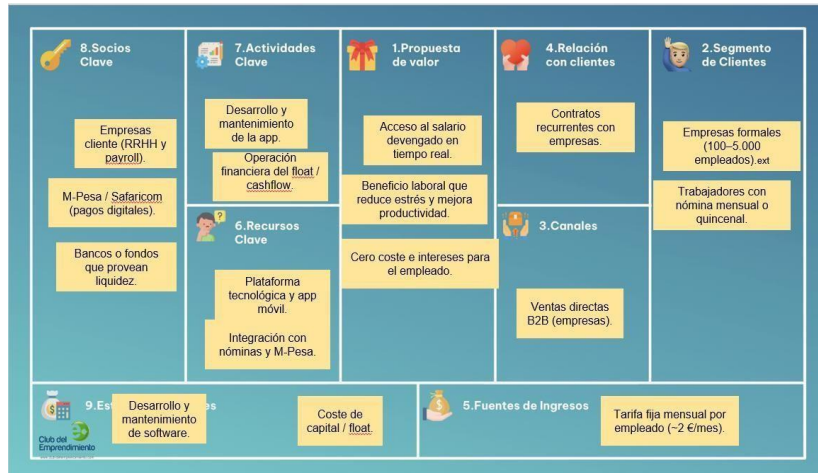 8.Socios
Clave
Empresas
cliente (RRHH y
payroll).
M-Pesa / Safaricom
(pagos digitales).
Bancos o fondos
que provean
liquidez.
7.Actividades
Clave
Desarrollo y
mantenimiento
de la app.
Operación
financiera del float /
cashflow.
6.Recursos
Clave
Plataforma
tecnológica y app
móvil.
Integración con
nóminas y M-Pesa.
1.Propuesta
de valor
Acceso al salario
devengado en
tiempo real.
Beneficio laboral que
reduce estrés y mejora
productividad.
Cero coste e intereses para
el empleado.
4.Relación
con clientes
Contratos
recurrentes con
empresas.
3.Canales
Ventas directas
B2B (empresas).
2.Segmento
de Clientes
Empresas formales
(100–5.000
empleados).ext
Trabajadores con
nómina mensual o
quincenal.
Desarrollo y
mantenimiento
de software.
Coste de
capital / float.
Club del
Emprendimiento
5.Fuentes de Ingresos
Tarifa fija mensual por
empleado (~2 €/mes).